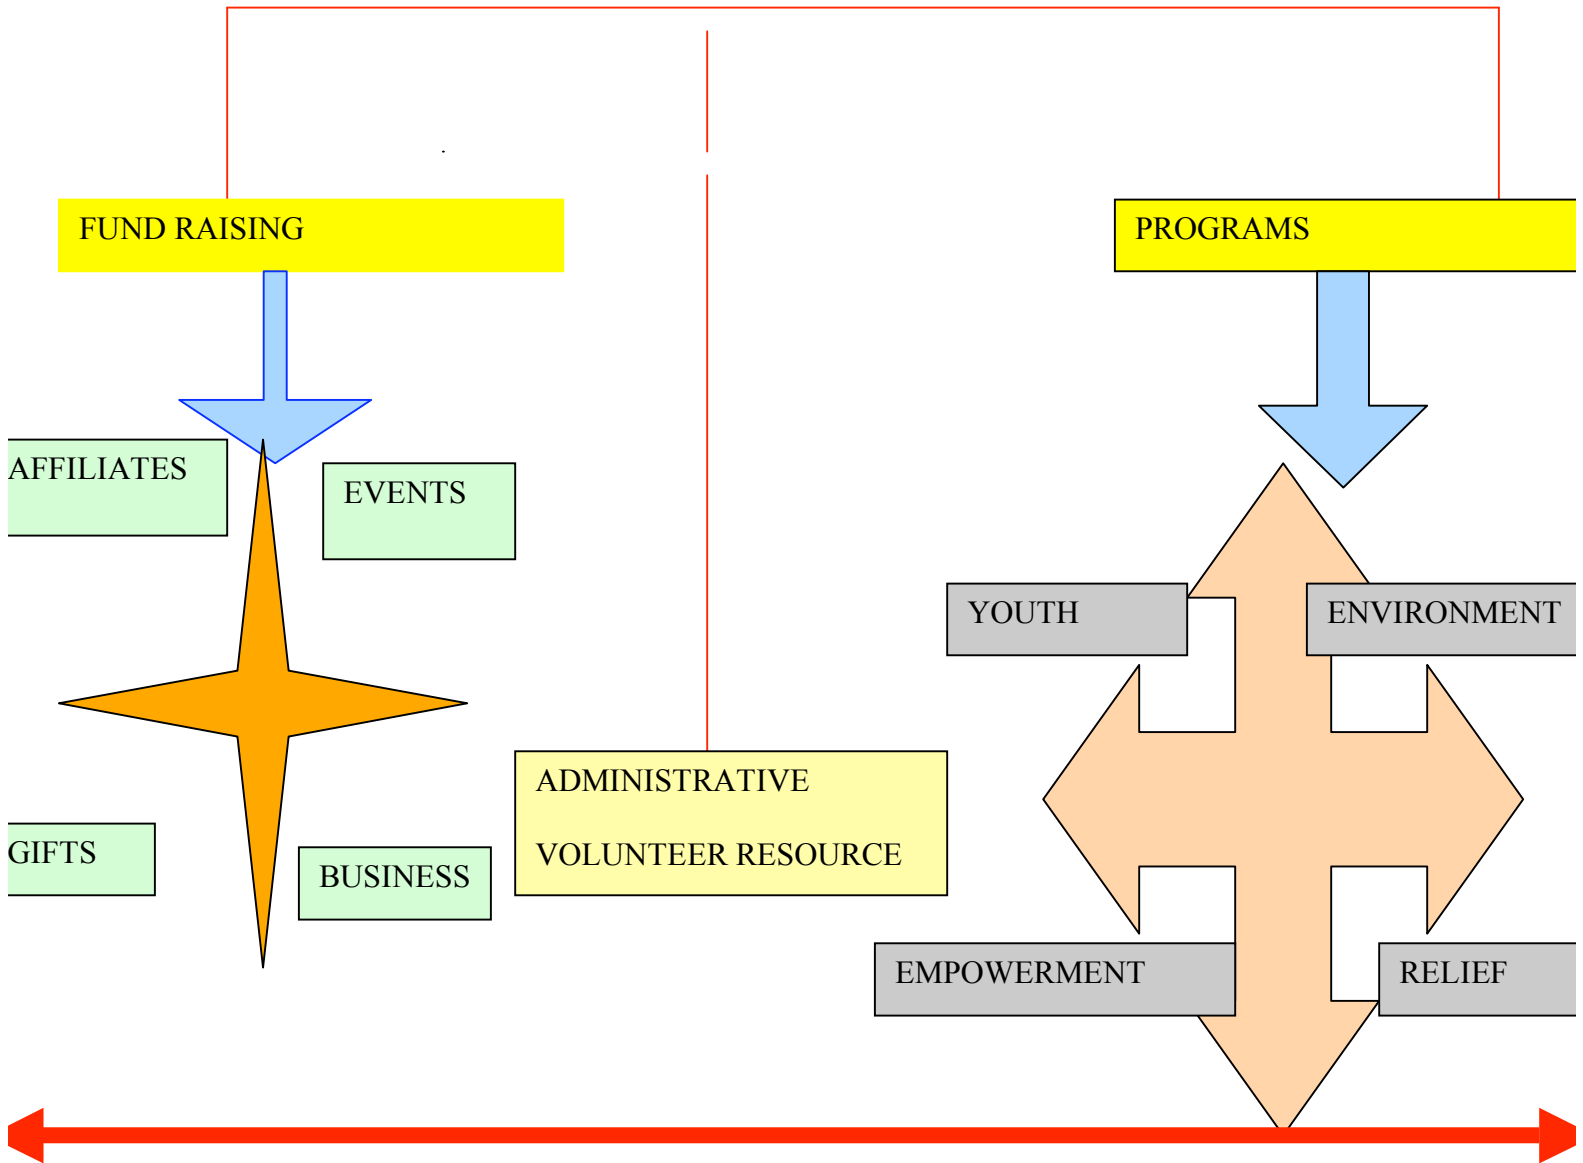 FUND RAISING
PROGRAMS
AFFILIATES
EVENTS
YOUTH
ENVIRONMENT
ADMINISTRATIVE
VOLUNTEER RESOURCE
GIFTS
BUSINESS
EMPOWERMENT
RELIEF